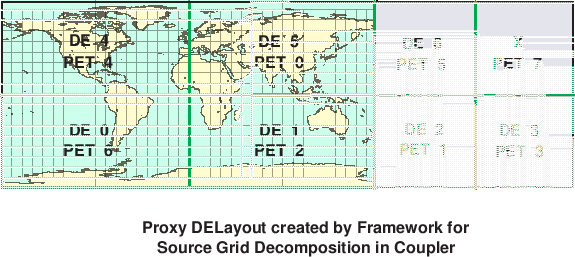 DE 4 DE 5 DE 6 X
PET 4 PET 0 PET 5 PET 7
DE 0 DE 1 DE 2 DE 3
PET 6 PET 2 PET 1 PET 3
Proxy DELayout created by Framework for
Source Grid Decomposition in Coupler